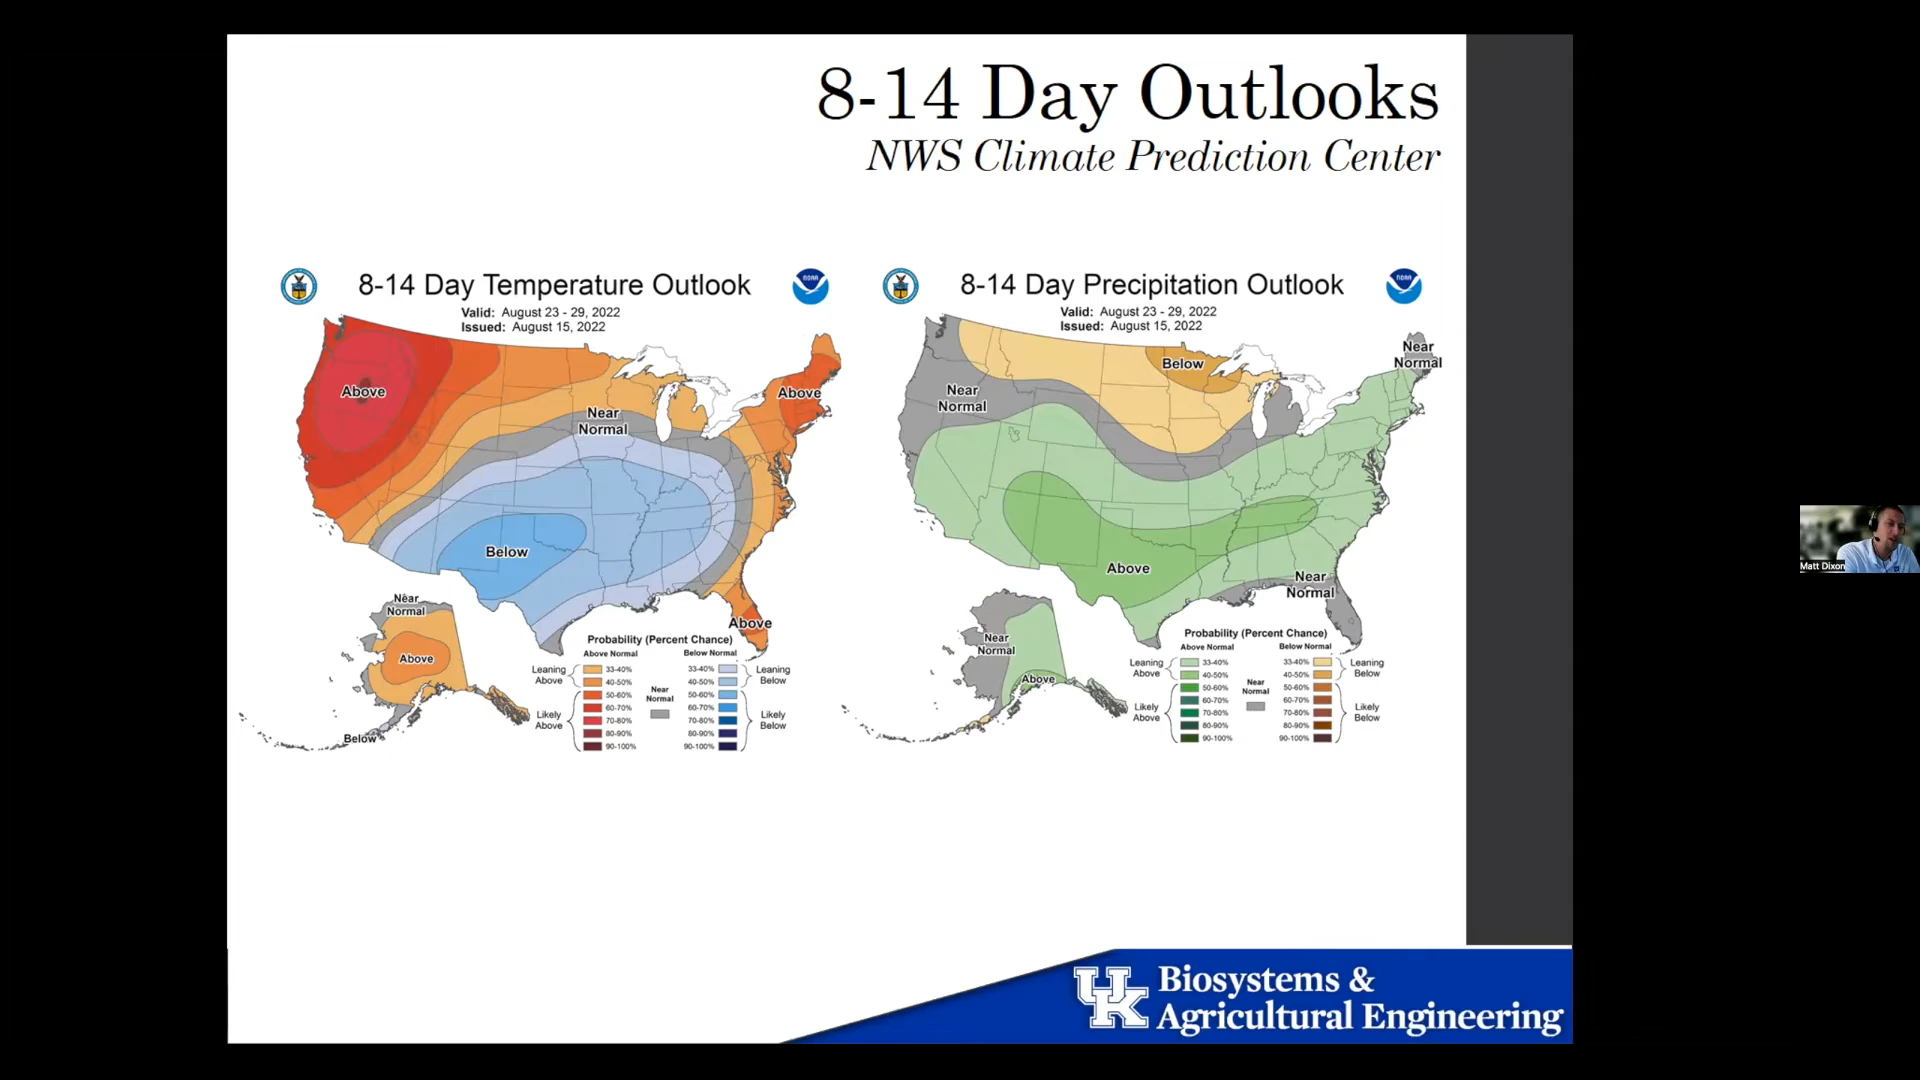 8-14 Day Outlooks
NWS Climate Prediction Center
8-14 Day Temperature Outlook
NOAA
Valid: August 23 - 29, 2022
Issued: August 15, 2022
Above
Near
Normal
Above
Below
Above
Near
Normal
Above
Below
Probability (Percent Chance)
Above Normal
Below Normal
Leaning
Above
Likely
Above
33-40%
40-50%
50-60%
60-70%
70-80%
80-90%
90-100%
Near
Normal
33-40%
40-50%
50-60%
60-70%
70-80%
80-90%
90-100%
Leaning
Below
Likely
Below
8-14 Day Precipitation Outlook
NOAA
Valid: August 23 - 29, 2022
Issued: August 15, 2022
Near
Normal
Below
Near
Normal
Above
Near
Normal
Near
Normal
Above
Probability (Percent Chance)
Above Normal
Below Normal
Leaning
Above
Likely
Above
33-40%
40-50%
50-60%
60-70%
70-80%
80-90%
90-100%
Near
Normal
33-40%
40-50%
50-60%
60-70%
70-80%
80-90%
90-100%
Leaning
Below
Likely
Below
Matt Dixon
UK
Biosystems &
Agricultural Engineering